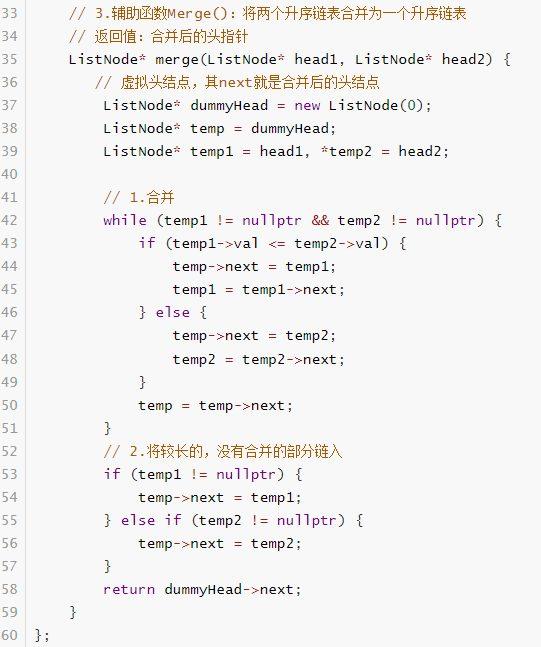 33 // 3.辅助函数Merge()：将两个升序链表合并为一个升序链表
34 // 返回值：合并后的头指针
35 ListNode* merge(ListNode* head1, ListNode* head2) {
36 // 虚拟头结点，其next就是合并后的头结点
37 ListNode* dummyHead = new ListNode(0);
38 ListNode* temp = dummyHead;
39 ListNode* temp1 = head1, *temp2 = head2;
40
41 // 1.合并
42 while (temp1 != nullptr && temp2 != nullptr) {
43 if (temp1->val <= temp2->val) {
44 temp->next = temp1;
45 temp1 = temp1->next;
46 } else {
47 temp->next = temp2;
48 temp2 = temp2->next;
49 }
50 temp = temp->next;
51 }
52 // 2.将较长的，没有合并的部分链入
53 if (temp1 != nullptr) {
54 temp->next = temp1;
55 } else if (temp2 != nullptr) {
56 temp->next = temp2;
57 }
58 return dummyHead->next;
59 }
60 };